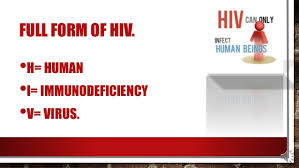 FULL FORM OF HIV.
•H= HUMAN
•I= IMMUNODEFICIENCY
•V= VIRUS.
HIV CAN ONLY
INFECT
HUMAN BEINGS